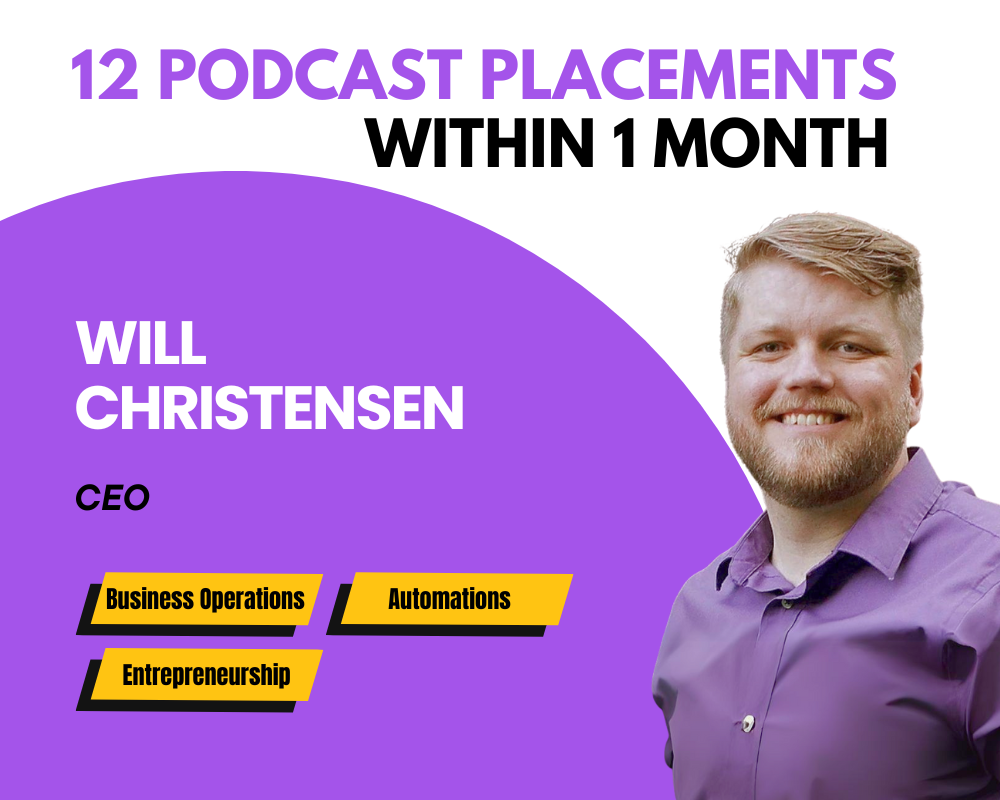 12 PODCAST PLACEMENTS
WITHIN 1 MONTH
WILL
CHRISTENSEN
CEO
Business Operations
Automations
Entrepreneurship